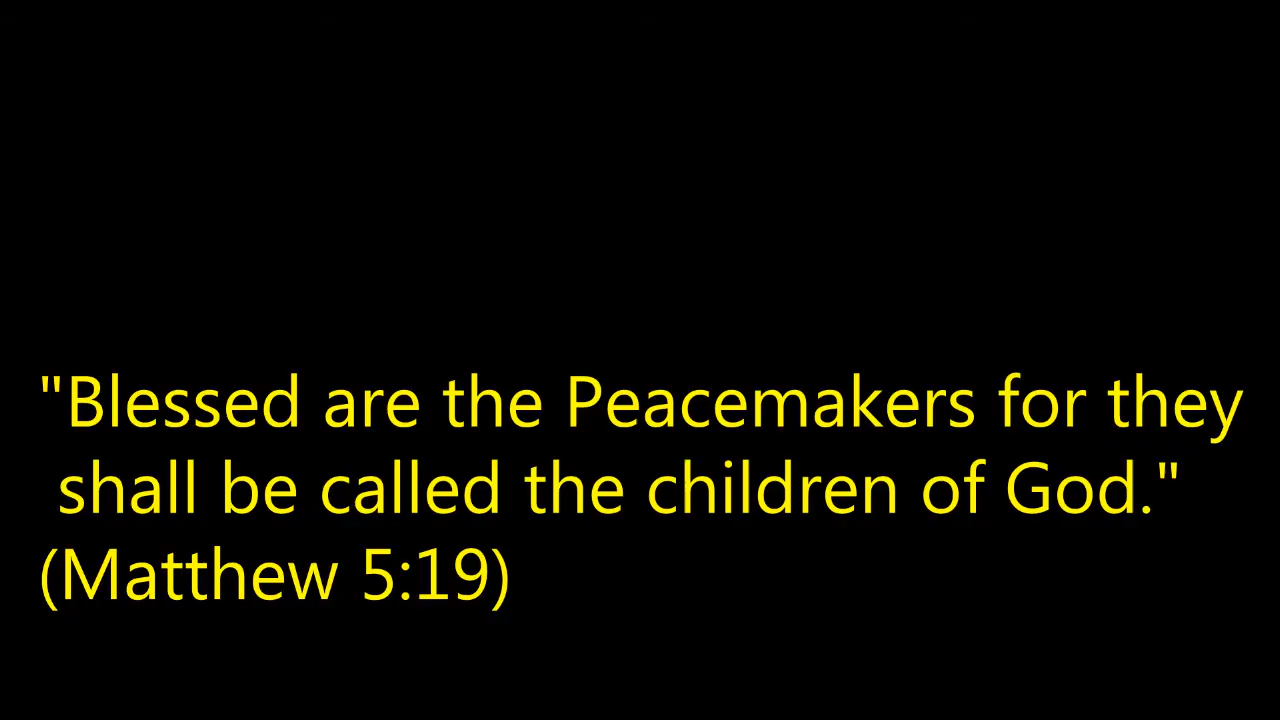 "Blessed are the Peacemakers for they
shall be called the children of God."
(Matthew 5:19)